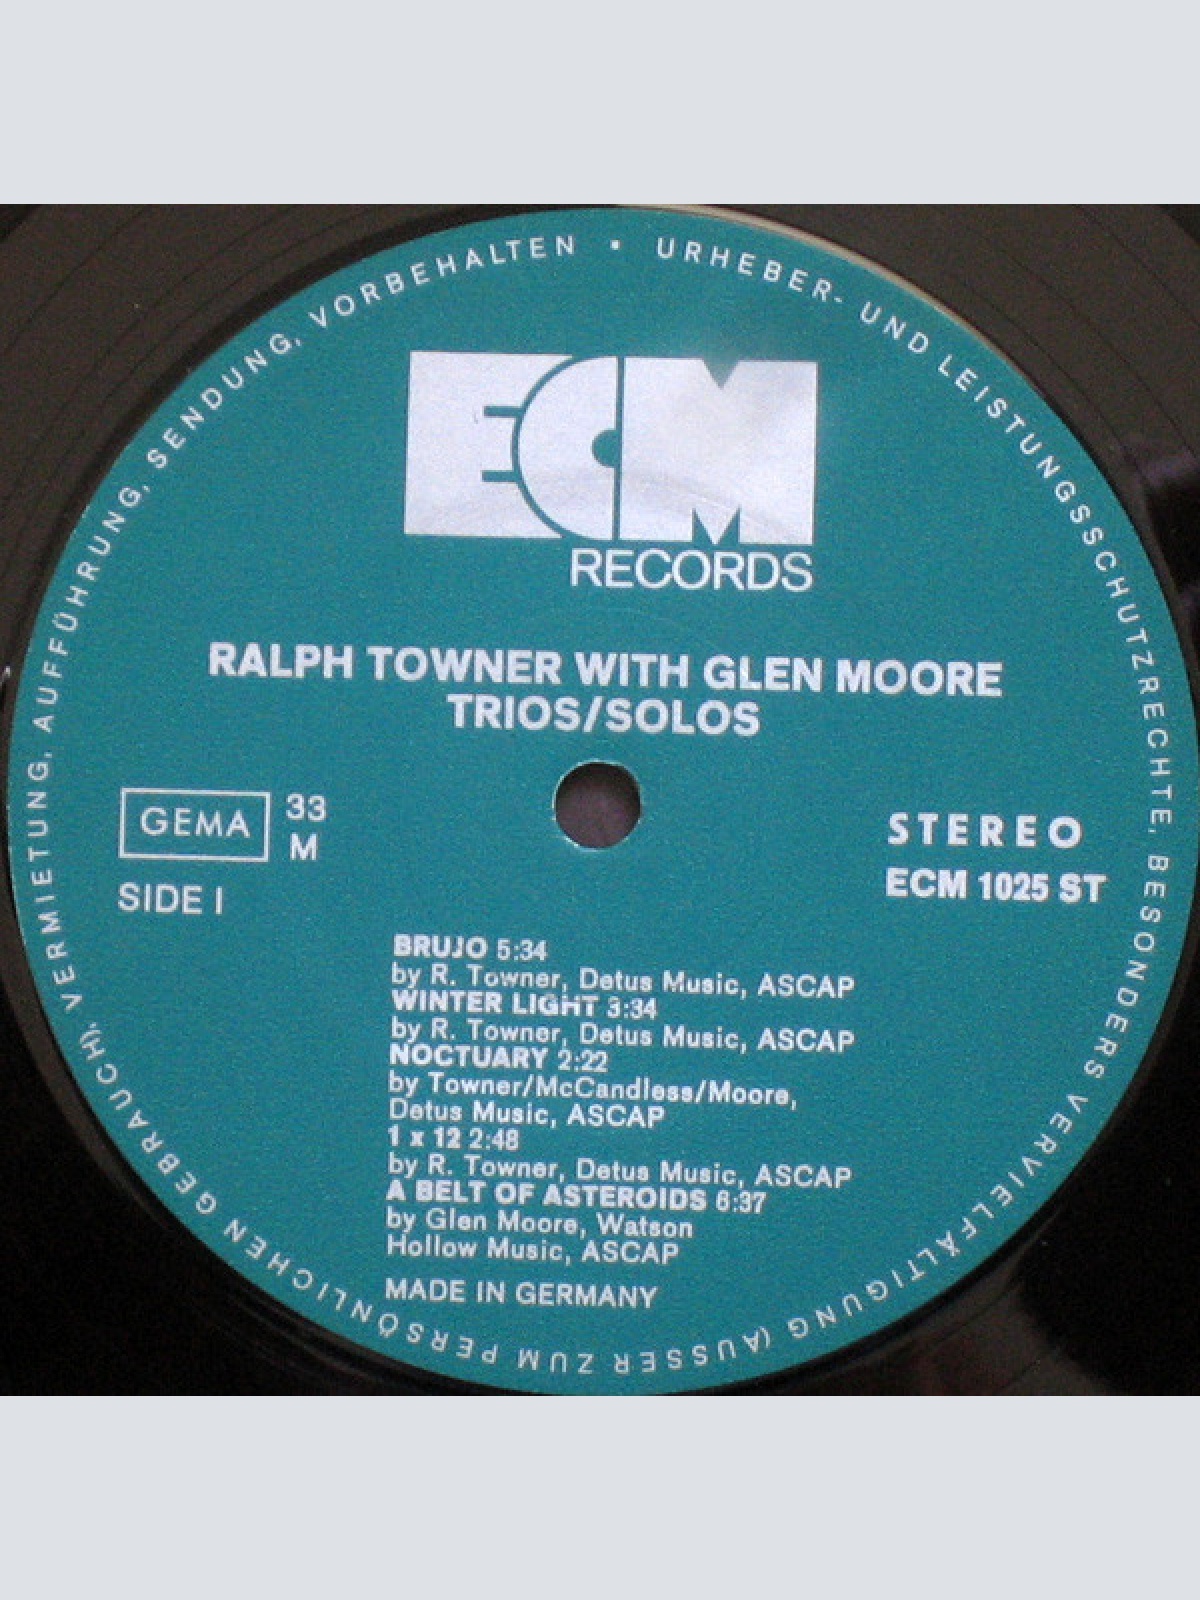 URHEBER- UND LEISTUNGSSCHUTZRECHTE, BESONDERS VERVIELFÄLTIGUNG (AUSSER ZUM PERSÖNLICHEN GEBRAUCH), VERMIETUNG, AUFFÜHRUNG, SENDUNG, VORBEHALTEN •
ECM
RECORDS
RALPH TOWNER WITH GLEN MOORE
TRIOS/SOLOS
GEMA 33
M
SIDE I
STEREO
ECM 1025 ST
BRUJO 5:34
by R. Towner, Detus Music, ASCAP
WINTER LIGHT 3:34
by R. Towner, Detus Music, ASCAP
NOCTUARY 2:22
by Towner/McCandless/Moore,
Detus Music, ASCAP
1 x 12 2:48
by R. Towner, Detus Music, ASCAP
A BELT OF ASTEROIDS 6:37
by Glen Moore, Watson
Hollow Music, ASCAP
MADE IN GERMANY